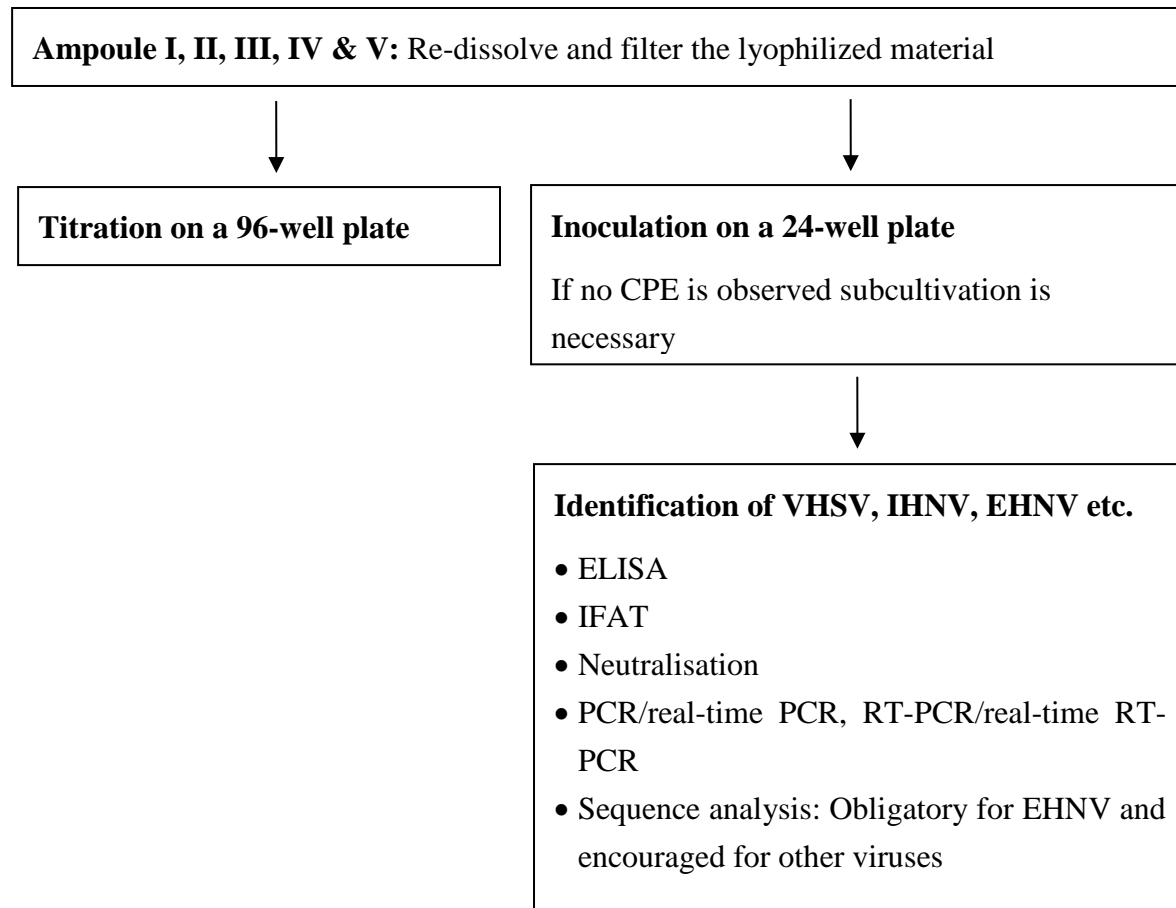 Ampoule I, II, III, IV & V: Re-dissolve and filter the lyophilized material
Titration on a 96-well plate
Inoculation on a 24-well plate
If no CPE is observed subcultivation is
necessary
Identification of VHSV, IHNV, EHNV etc.
• ELISA
• IFAT
• Neutralisation
• PCR/real-time PCR, RT-PCR/real-time RT-
PCR
• Sequence analysis: Obligatory for EHNV and
encouraged for other viruses